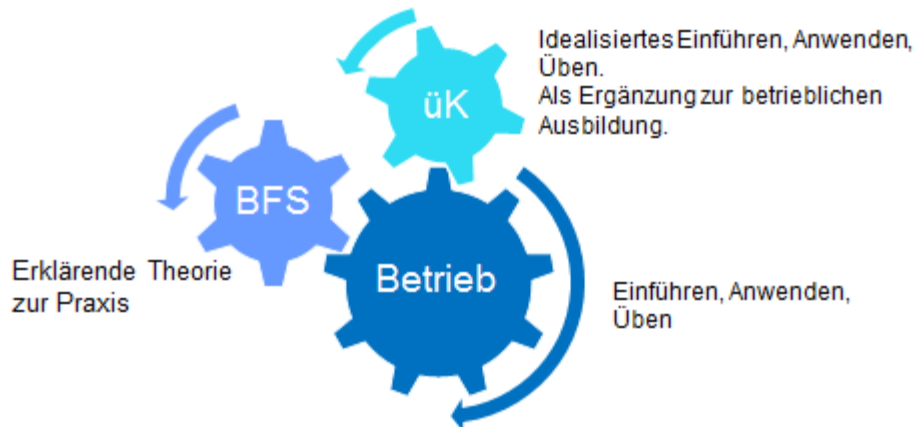 Idealisiertes Einführen, Anwenden,
Üben.
Als Ergänzung zur betrieblichen
Ausbildung.
üK
BFS
Erklärende Theorie
zur Praxis
Betrieb
Einführen, Anwenden,
Üben